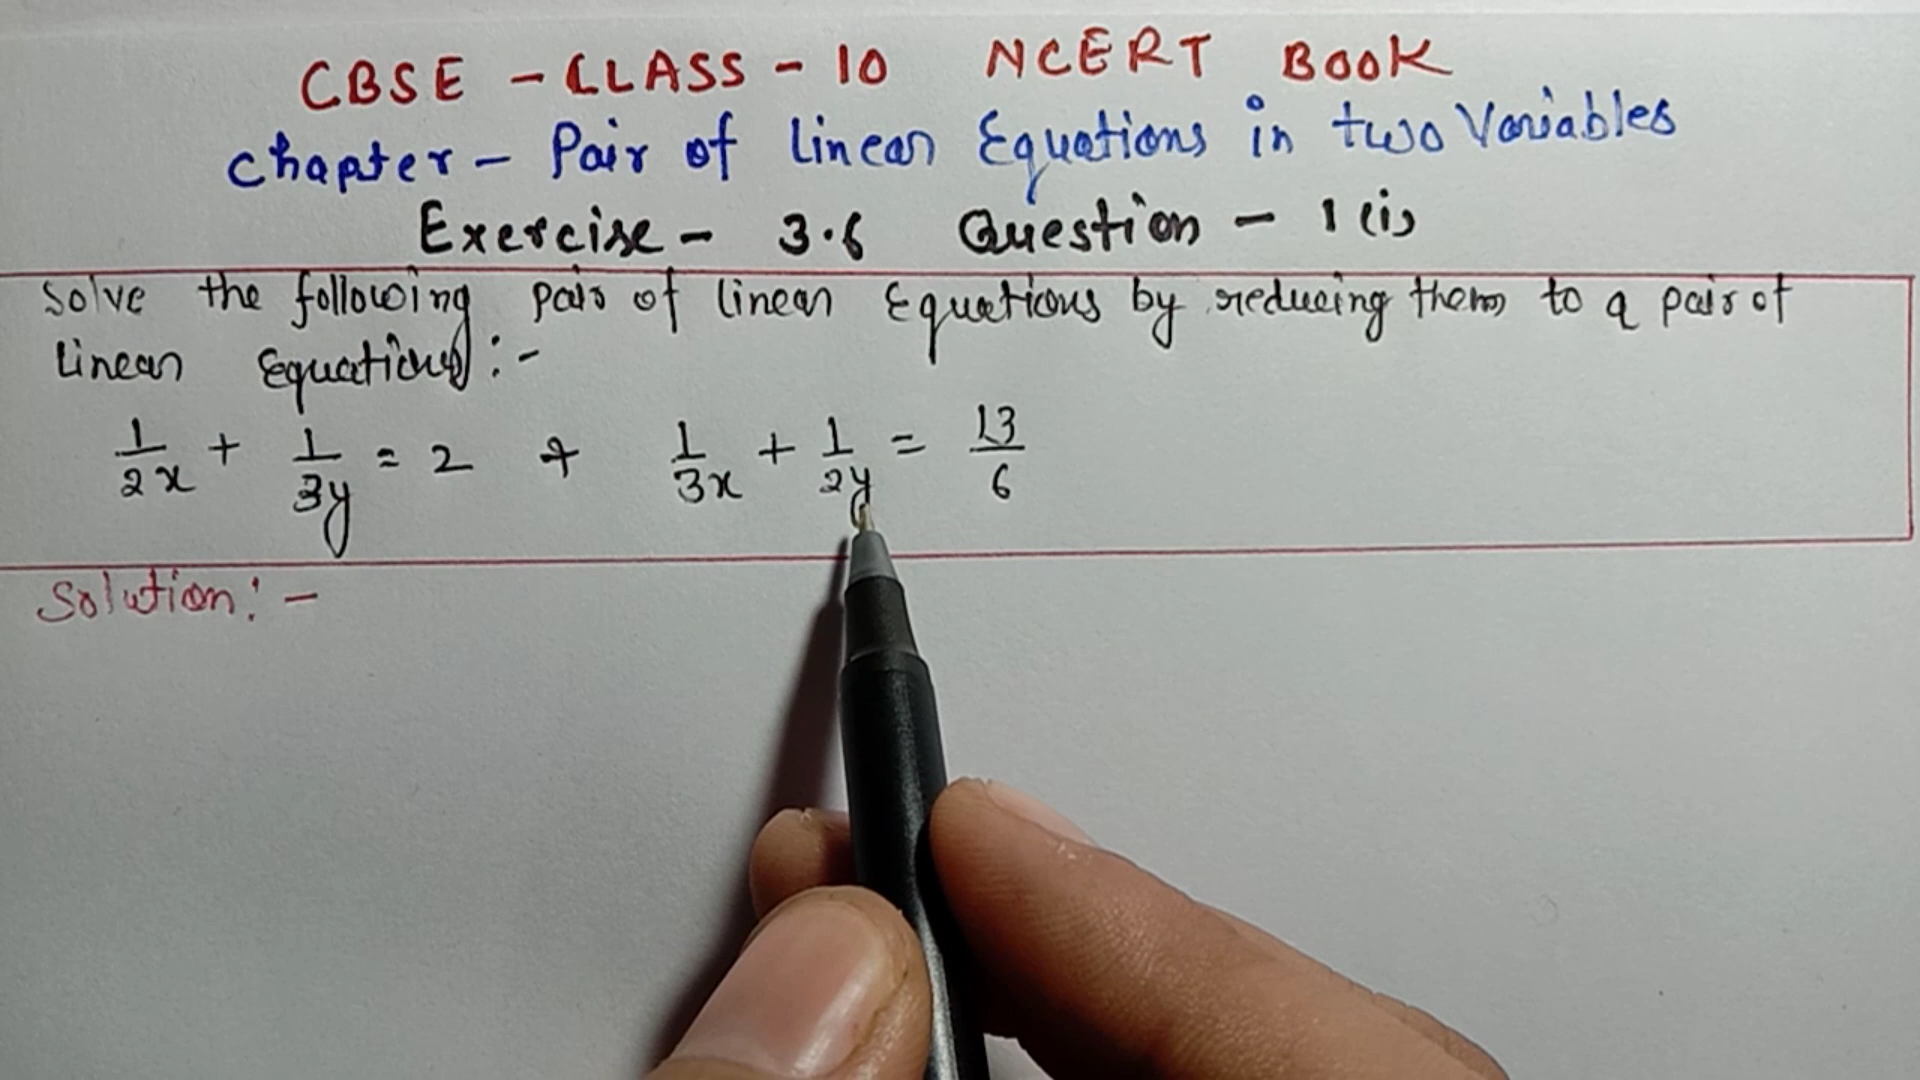 CBSE - CLASS - 10 NCERT BOOK
Chapter - Pair of Linear Equations in two Variables
Exercise - 3.6 Question - 1 (i)
Solve the following pair of linear Equations by reducing them to a pair of
linear Equations :-
1/2x + 1/3y = 2 & 1/3x + 1/2y = 13/6
Solution :-